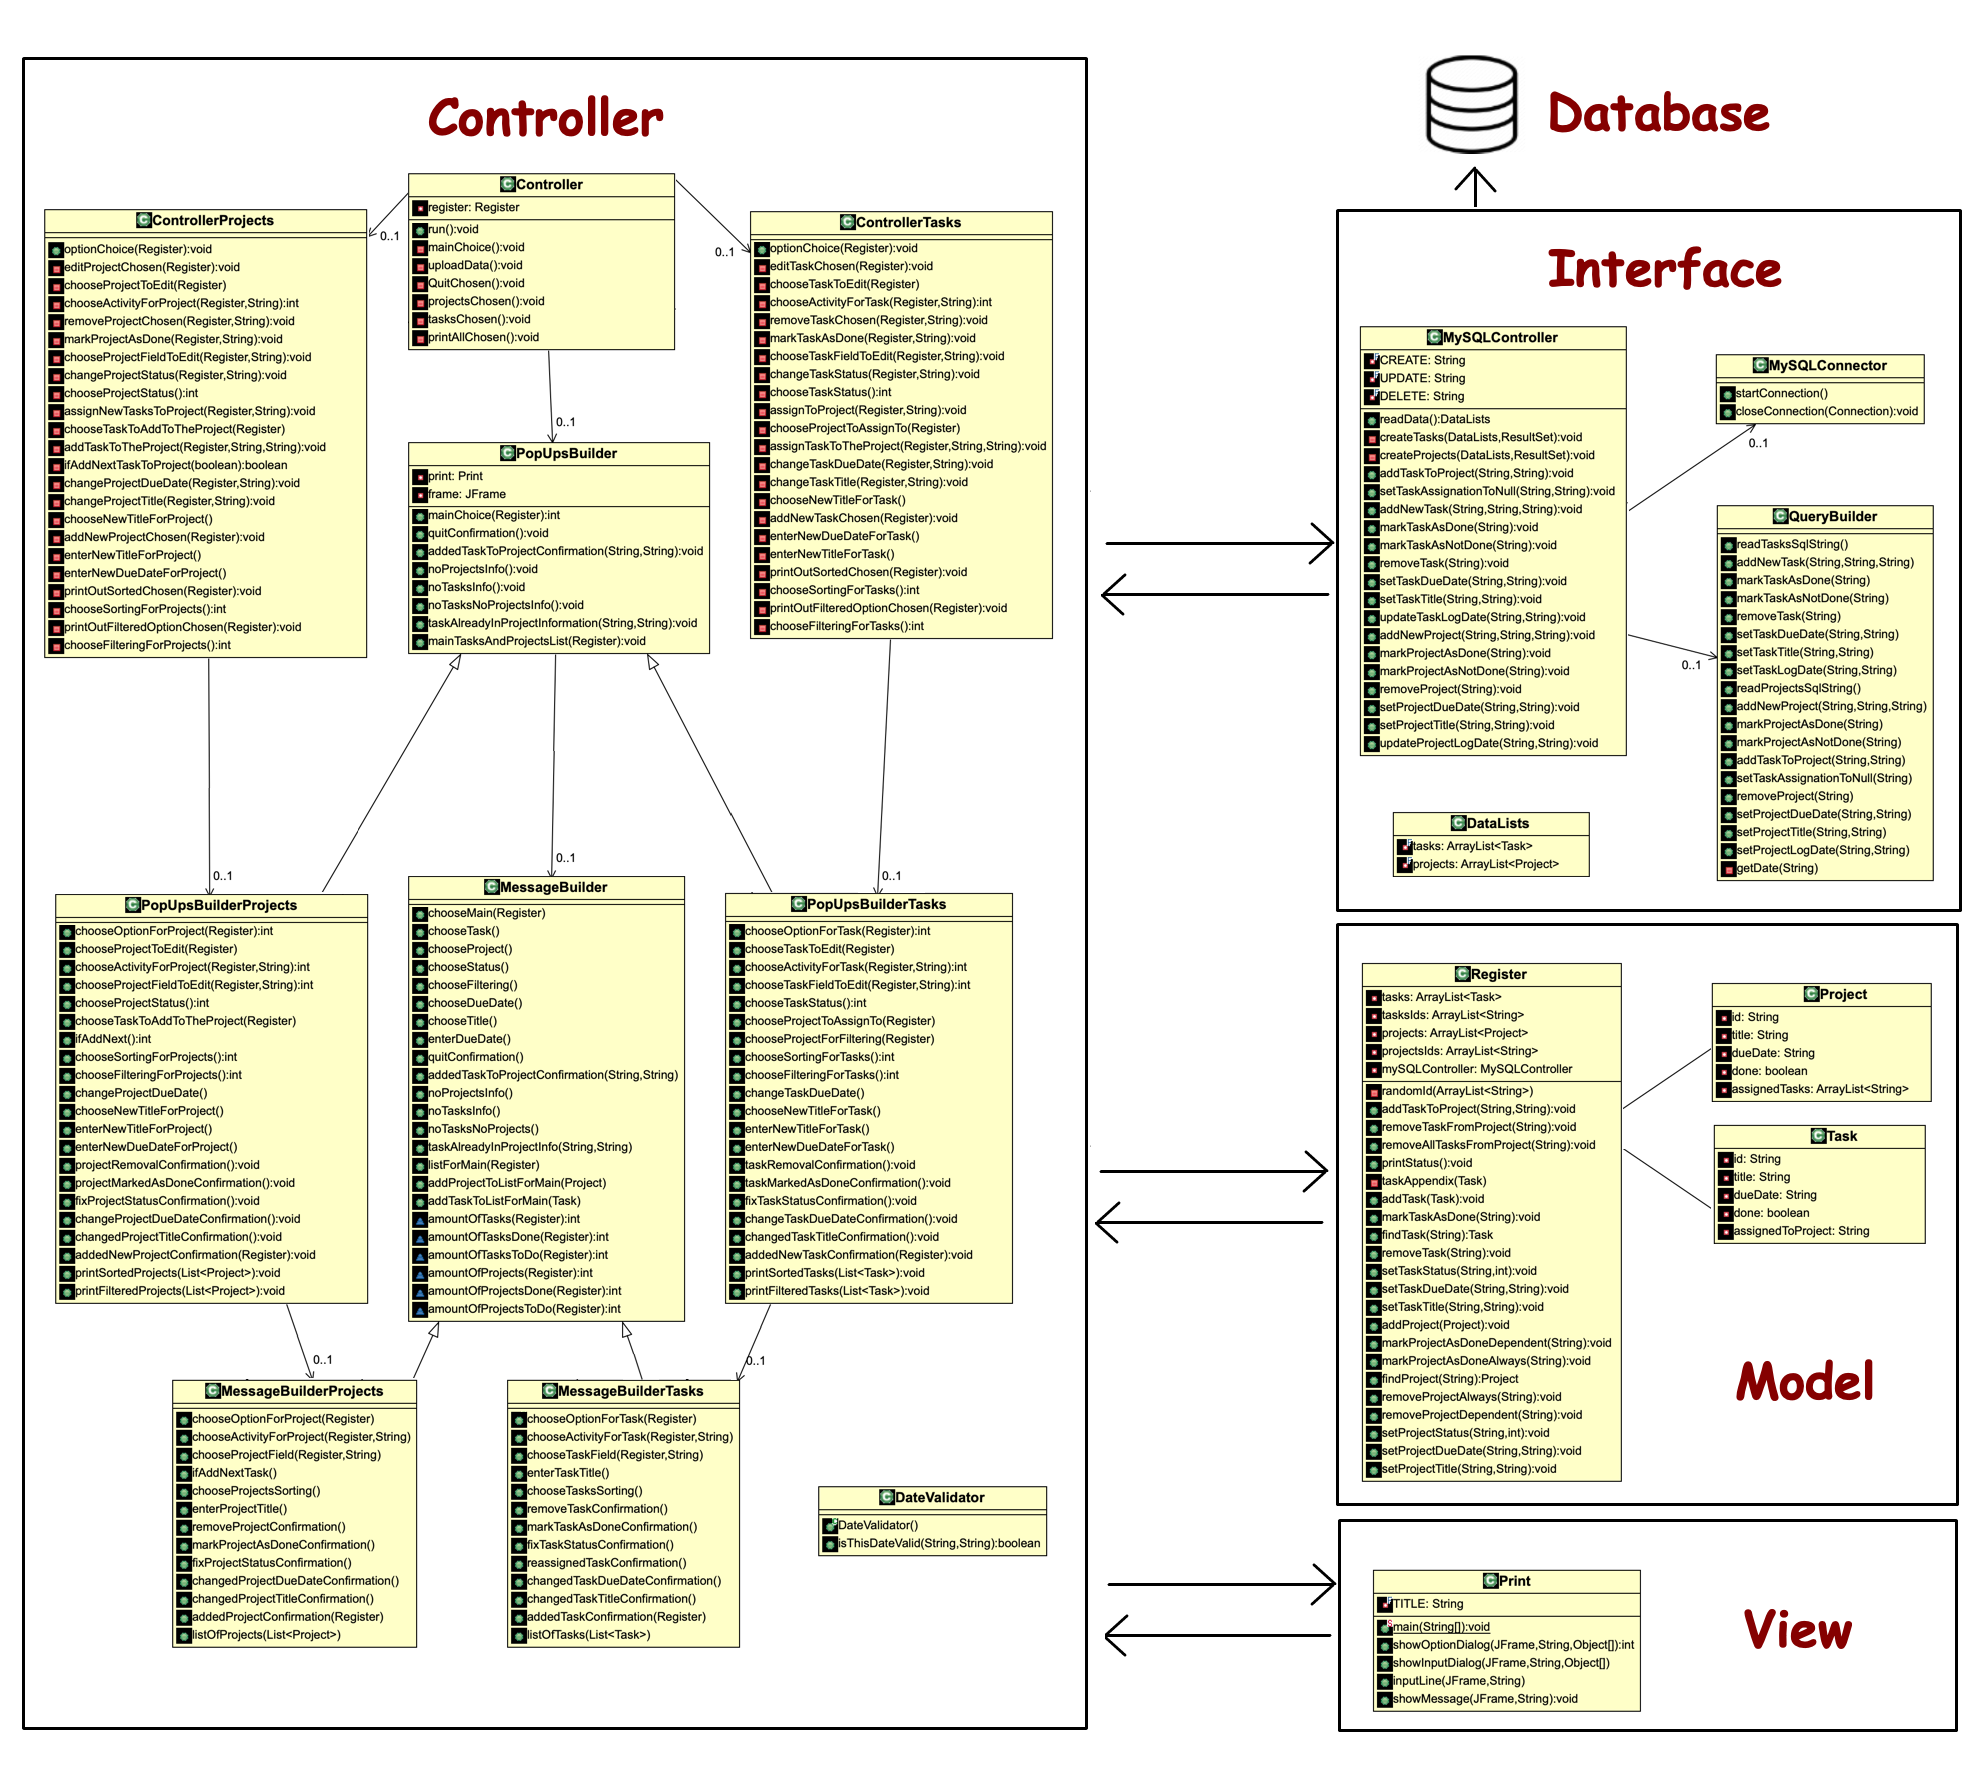 Controller
Controller
register: Register
run():void
mainChoice():void
uploadData():void
QuitChosen():void
projectsChosen():void
tasksChosen():void
printAllChosen():void
0..1
0..1
0..1
ControllerProjects
optionChoice(Register):void
editProjectChosen(Register):void
chooseProjectToEdit(Register)
chooseActivityForProject(Register,String):int
removeProjectChosen(Register,String):void
markProjectAsDone(Register,String):void
chooseProjectFieldToEdit(Register,String):void
changeProjectStatus(Register,String):void
chooseProjectStatus():int
assignNewTasksToProject(Register,String):void
chooseTaskToAddToTheProject(Register)
addTaskToTheProject(Register,String,String):void
ifAddNextTaskToProject(boolean):boolean
changeProjectDueDate(Register,String):void
changeProjectTitle(Register,String):void
chooseNewTitleForProject()
addNewProjectChosen(Register):void
enterNewTitleForProject()
enterNewDueDateForProject()
printOutSortedChosen(Register):void
chooseSortingForProjects():int
printOutFilteredOptionChosen(Register):void
chooseFilteringForProjects():int
0..1
PopUpsBuilder
print: Print
frame: JFrame
mainChoice(Register):int
quitConfirmation():void
addedTaskToProjectConfirmation(String,String):void
noProjectsInfo():void
noTasksInfo():void
noTasksNoProjectsInfo():void
taskAlreadyInProjectInformation(String,String):void
mainTasksAndProjectsList(Register):void
0..1
ControllerTasks
optionChoice(Register):void
editTaskChosen(Register):void
chooseTaskToEdit(Register)
chooseActivityForTask(Register,String):int
removeTaskChosen(Register,String):void
markTaskAsDone(Register,String):void
chooseTaskFieldToEdit(Register,String):void
changeTaskStatus(Register,String):void
chooseTaskStatus():int
assignToProject(Register,String):void
chooseProjectToAssignTo(Register)
assignTaskToTheProject(Register,String,String):void
changeTaskDueDate(Register,String):void
changeTaskTitle(Register,String):void
chooseNewTitleForTask()
addNewTaskChosen(Register):void
enterNewDueDateForTask()
enterNewTitleForTask()
printOutSortedChosen(Register):void
chooseSortingForTasks():int
printOutFilteredOptionChosen(Register):void
chooseFilteringForTasks():int
0..1
PopUpsBuilderProjects
chooseOptionForProject(Register):int
chooseProjectToEdit(Register)
chooseActivityForProject(Register,String):int
chooseProjectFieldToEdit(Register,String):int
chooseProjectStatus():int
chooseTaskToAddToTheProject(Register)
ifAddNext():int
chooseSortingForProjects():int
chooseFilteringForProjects():int
changeProjectDueDate()
chooseNewTitleForProject()
enterNewTitleForProject()
enterNewDueDateForProject()
projectRemovalConfirmation():void
projectMarkedAsDoneConfirmation():void
fixProjectStatusConfirmation():void
changeProjectDueDateConfirmation():void
changedProjectTitleConfirmation():void
addedNewProjectConfirmation(Register):void
printSortedProjects(List<Project>):void
printFilteredProjects(List<Project>):void
0..1
MessageBuilder
chooseMain(Register)
chooseTask()
chooseProject()
chooseStatus()
chooseFiltering()
chooseDueDate()
chooseTitle()
enterDueDate()
quitConfirmation()
addedTaskToProjectConfirmation(String,String)
noProjectsInfo()
noTasksInfo()
noTasksNoProjects()
taskAlreadyInProjectInfo(String,String)
listForMain(Register)
addProjectToListForMain(Project)
addTaskToListForMain(Task)
amountOfTasks(Register):int
amountOfTasksDone(Register):int
amountOfTasksToDo(Register):int
amountOfProjects(Register):int
amountOfProjectsDone(Register):int
amountOfProjectsToDo(Register):int
PopUpsBuilderTasks
chooseOptionForTask(Register):int
chooseTaskToEdit(Register)
chooseActivityForTask(Register,String):int
chooseTaskFieldToEdit(Register,String):int
chooseTaskStatus():int
chooseProjectToAssignTo(Register)
chooseProjectForFiltering(Register)
chooseSortingForTasks():int
chooseFilteringForTasks():int
changeTaskDueDate()
chooseNewTitleForTask()
enterNewTitleForTask()
enterNewDueDateForTask()
taskRemovalConfirmation():void
taskMarkedAsDoneConfirmation():void
fixTaskStatusConfirmation():void
changeTaskDueDateConfirmation():void
changedTaskTitleConfirmation():void
addedNewTaskConfirmation(Register):void
printSortedTasks(List<Task>):void
printFilteredTasks(List<Task>):void
0..1
MessageBuilderProjects
chooseOptionForProject(Register)
chooseActivityForProject(Register,String)
chooseProjectField(Register,String)
ifAddNextTask()
chooseProjectsSorting()
enterProjectTitle()
removeProjectConfirmation()
markProjectAsDoneConfirmation()
fixProjectStatusConfirmation()
changedProjectDueDateConfirmation()
changedProjectTitleConfirmation()
addedProjectConfirmation(Register)
listOfProjects(List<Project>)
MessageBuilderTasks
chooseOptionForTask(Register)
chooseActivityForTask(Register,String)
chooseTaskField(Register,String)
enterTaskTitle()
chooseTasksSorting()
removeTaskConfirmation()
markTaskAsDoneConfirmation()
fixTaskStatusConfirmation()
reassignedTaskConfirmation()
changedTaskDueDateConfirmation()
changedTaskTitleConfirmation()
addedTaskConfirmation(Register)
listOfTasks(List<Task>)
DateValidator
DateValidator()
isThisDateValid(String,String):boolean
Database
Interface
MySQLController
CREATE: String
UPDATE: String
DELETE: String
readData():DataLists
createTasks(DataLists,ResultSet):void
createProjects(DataLists,ResultSet):void
addTaskToProject(String,String):void
setTaskAssignationToNull(String,String):void
addNewTask(String,String,String):void
markTaskAsDone(String):void
markTaskAsNotDone(String):void
removeTask(String):void
setTaskDueDate(String,String):void
setTaskTitle(String,String):void
updateTaskLogDate(String,String):void
addNewProject(String,String,String):void
markProjectAsDone(String):void
markProjectAsNotDone(String):void
removeProject(String):void
setProjectDueDate(String,String):void
setProjectTitle(String,String):void
updateProjectLogDate(String,String):void
MySQLConnector
startConnection()
closeConnection(Connection):void
0..1
0..1
QueryBuilder
readTasksSqlString()
addNewTask(String,String,String)
markTaskAsDone(String)
markTaskAsNotDone(String)
removeTask(String)
setTaskDueDate(String,String)
setTaskTitle(String,String)
setTaskLogDate(String,String)
readProjectsSqlString()
addNewProject(String,String,String)
markProjectAsDone(String)
markProjectAsNotDone(String)
addTaskToProject(String,String)
setTaskAssignationToNull(String)
removeProject(String)
setProjectDueDate(String,String)
setProjectTitle(String,String)
setProjectLogDate(String,String)
getDate(String)
DataLists
tasks: ArrayList<Task>
projects: ArrayList<Project>
Register
tasks: ArrayList<Task>
tasksIds: ArrayList<String>
projects: ArrayList<Project>
projectsIds: ArrayList<String>
mySQLController: MySQLController
randomId(ArrayList<String>)
addTaskToProject(String,String):void
removeTaskFromProject(String):void
removeAllTasksFromProject(String):void
printStatus():void
taskAppendix(Task)
addTask(Task):void
markTaskAsDone(String):void
findTask(String):Task
removeTask(String):void
setTaskStatus(String,int):void
setTaskDueDate(String,String):void
setTaskTitle(String,String):void
addProject(Project):void
markProjectAsDoneDependent(String):void
markProjectAsDoneAlways(String):void
findProject(String):Project
removeProjectAlways(String):void
removeProjectDependent(String):void
setProjectStatus(String,int):void
setProjectDueDate(String,String):void
setProjectTitle(String,String):void
Project
id: String
title: String
dueDate: String
done: boolean
assignedTasks: ArrayList<String>
Task
id: String
title: String
dueDate: String
done: boolean
assignedToProject: String
Model
Print
TITLE: String
main(String[]):void
showOptionDialog(JFrame,String,Object[]):int
showInputDialog(JFrame,String,Object[])
inputLine(JFrame,String)
showMessage(JFrame,String):void
View